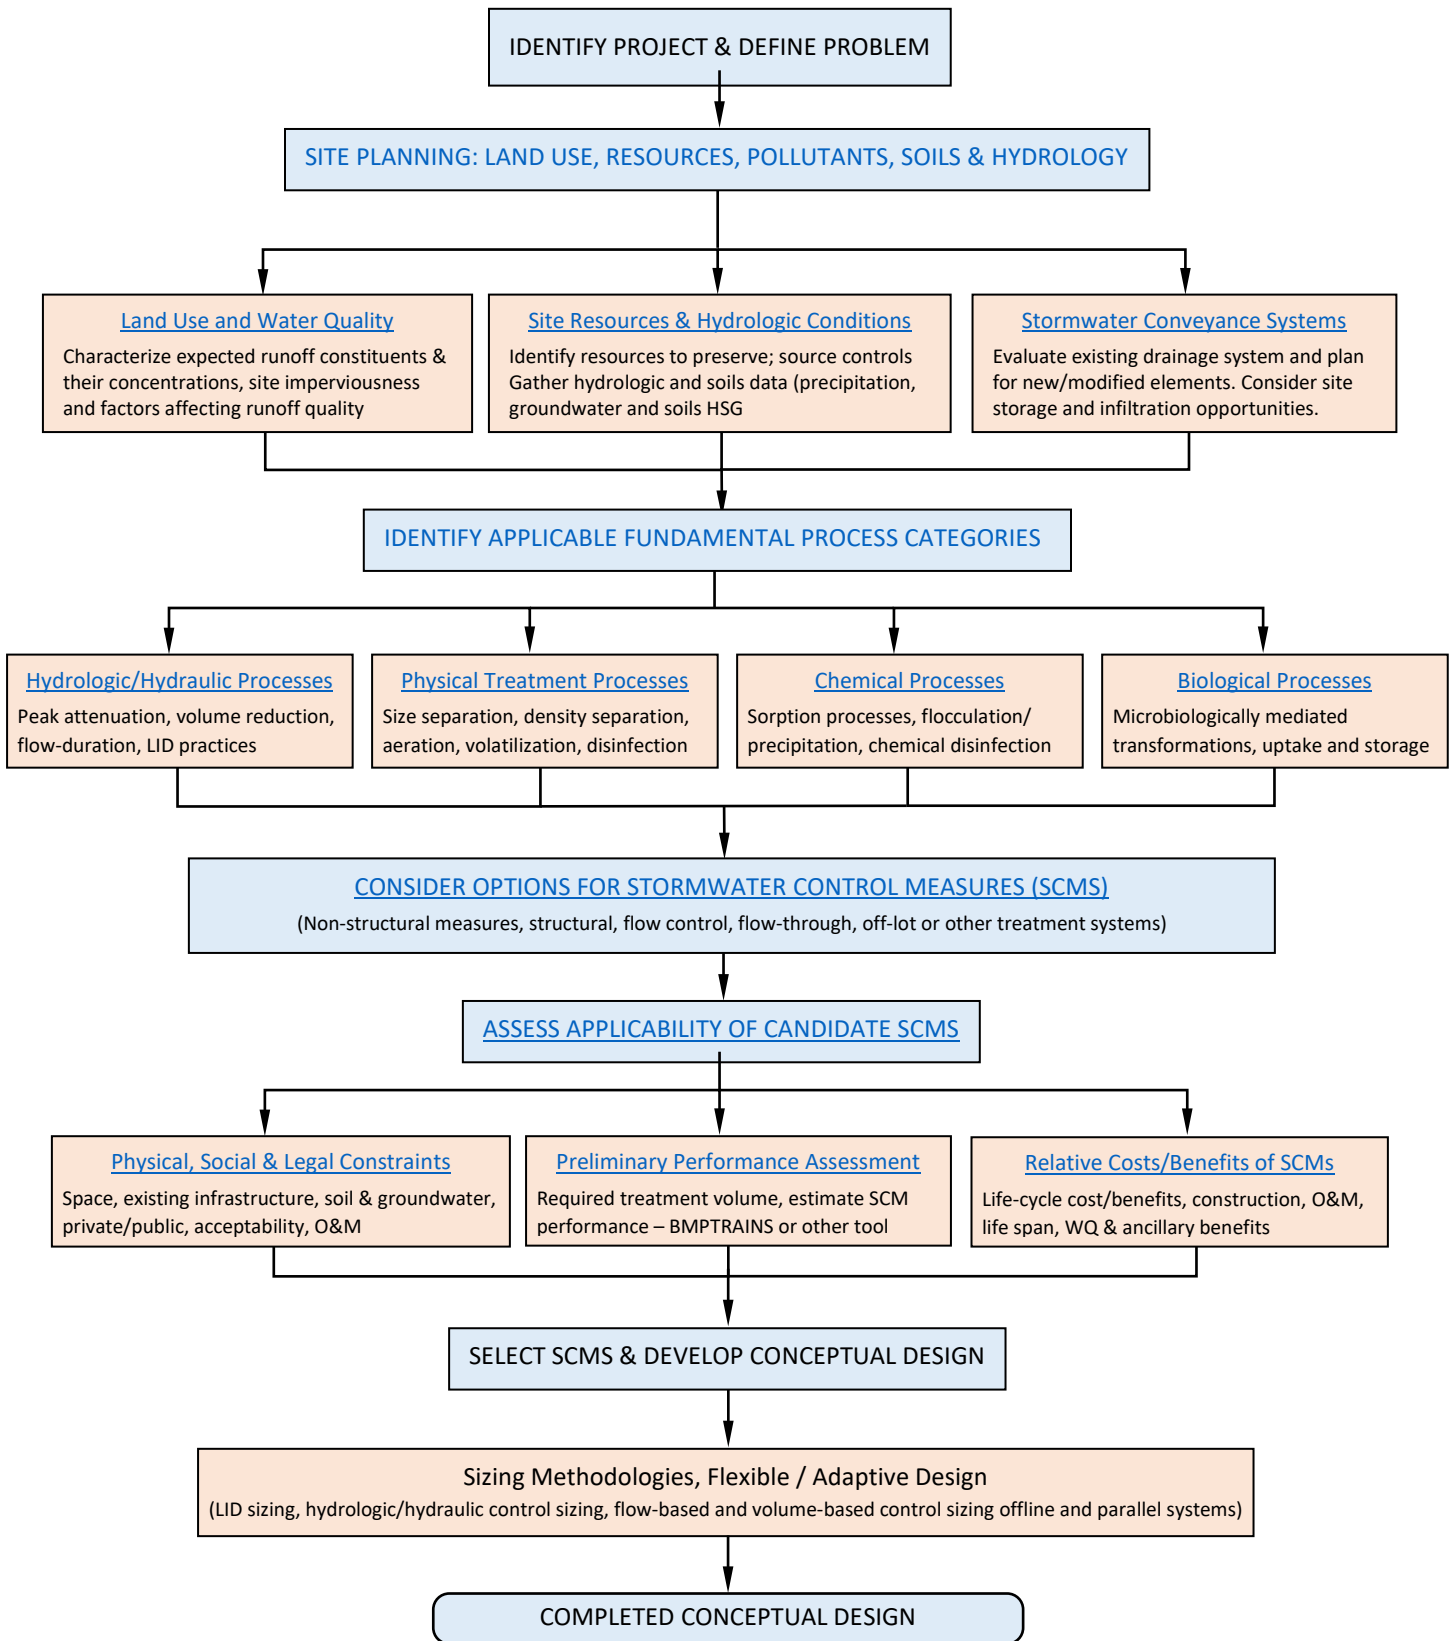 IDENTIFY PROJECT & DEFINE PROBLEM
SITE PLANNING: LAND USE, RESOURCES, POLLUTANTS, SOILS & HYDROLOGY
Land Use and Water Quality
Characterize expected runoff constituents &
their concentrations, site imperviousness
and factors affecting runoff quality
Site Resources & Hydrologic Conditions
Identify resources to preserve; source controls
Gather hydrologic and soils data (precipitation,
groundwater and soils HSG
Stormwater Conveyance Systems
Evaluate existing drainage system and plan
for new/modified elements. Consider site
storage and infiltration opportunities.
IDENTIFY APPLICABLE FUNDAMENTAL PROCESS CATEGORIES
Hydrologic/Hydraulic Processes
Peak attenuation, volume reduction,
flow-duration, LID practices
Physical Treatment Processes
Size separation, density separation,
aeration, volatilization, disinfection
Chemical Processes
Sorption processes, flocculation/
precipitation, chemical disinfection
Biological Processes
Microbiologically mediated
transformations, uptake and storage
CONSIDER OPTIONS FOR STORMWATER CONTROL MEASURES (SCMS)
(Non-structural measures, structural, flow control, flow-through, off-lot or other treatment systems)
ASSESS APPLICABILITY OF CANDIDATE SCMS
Physical, Social & Legal Constraints
Space, existing infrastructure, soil & groundwater,
private/public, acceptability, O&M
Preliminary Performance Assessment
Required treatment volume, estimate SCM
performance – BMPTRAINS or other tool
Relative Costs/Benefits of SCMs
Life-cycle cost/benefits, construction, O&M,
life span, WQ & ancillary benefits
SELECT SCMS & DEVELOP CONCEPTUAL DESIGN
Sizing Methodologies, Flexible / Adaptive Design
(LID sizing, hydrologic/hydraulic control sizing, flow-based and volume-based control sizing offline and parallel systems)
COMPLETED CONCEPTUAL DESIGN